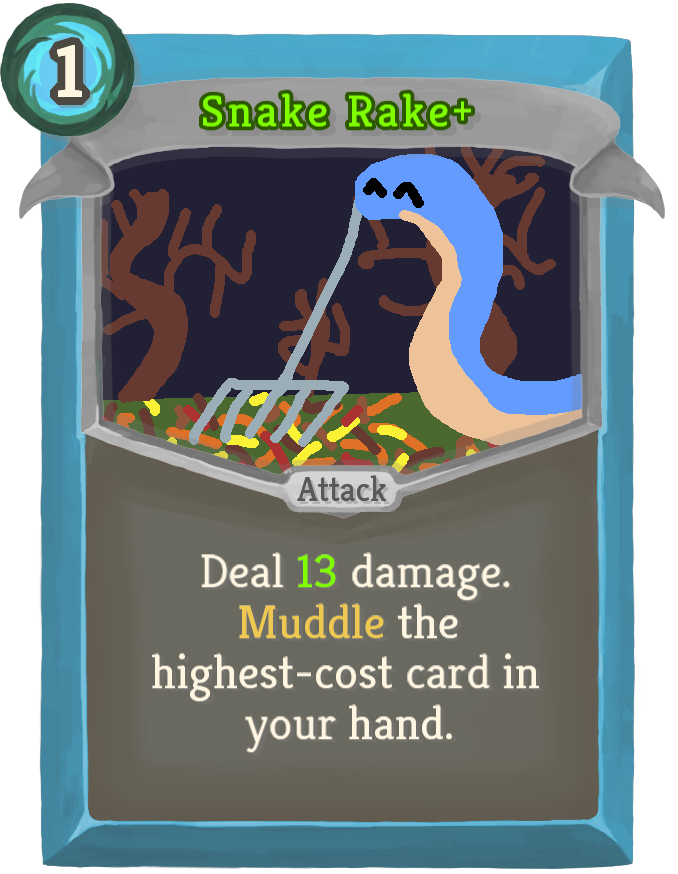 1
Snake Rake+
Attack
Deal 13 damage.
Muddle the
highest-cost card in
your hand.